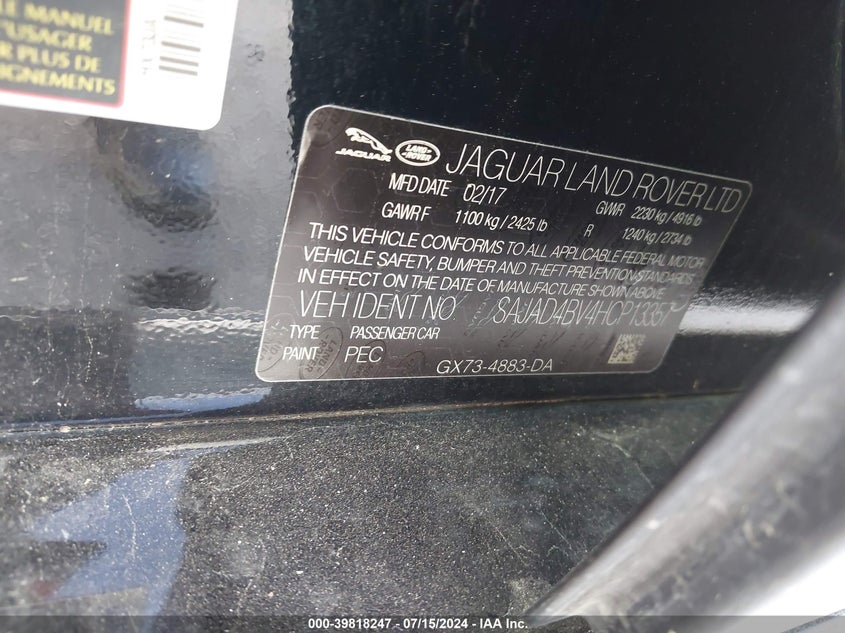 LE MANUEL
'USAGER
R PLUS DE
EIGNEMENTS
JAGUAR
LAND
ROVER
JAGUAR LAND ROVER LTD
MFD DATE 02/17 GVWR 2230 kg / 4916 lb
GAWR F 1100 kg / 2425 lb R 1240 kg / 2734 lb
THIS VEHICLE CONFORMS TO ALL APPLICABLE FEDERAL MOTOR
VEHICLE SAFETY, BUMPER AND THEFT PREVENTION STANDARDS
IN EFFECT ON THE DATE OF MANUFACTURE SHOWN ABOVE.
VEH IDENT NO
TYPE PASSENGER CAR
PAINT PEC GX73-4883-DA
000-39818247 / 07/15/2024 - IAA Inc.